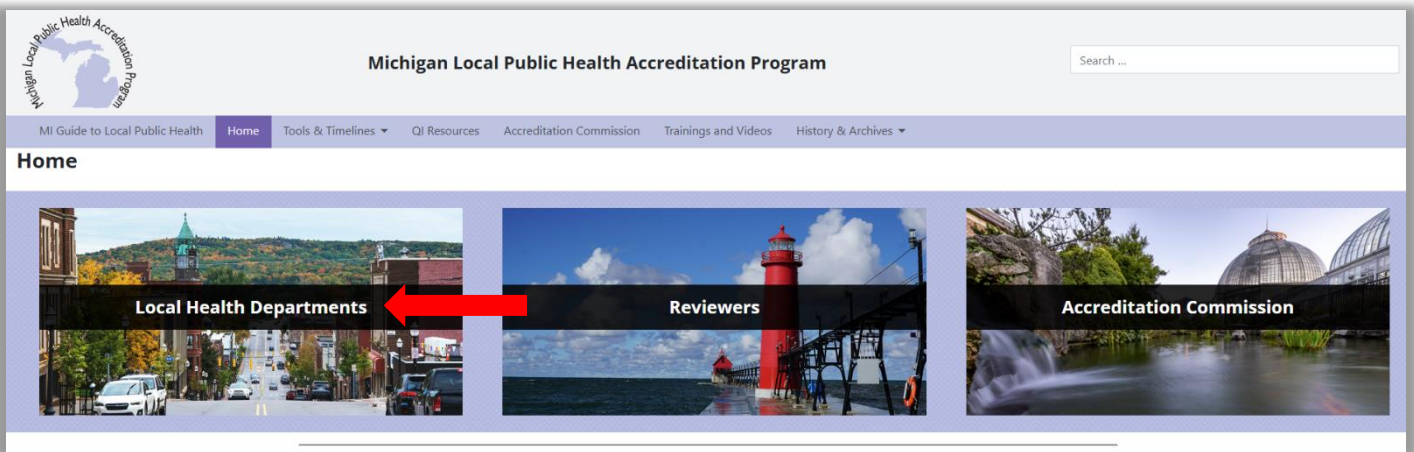 Michigan Local Public Health Accreditation Program
Michigan Local Public Health Accreditation Program
Search ...
MI Guide to Local Public Health Home Tools & Timelines QI Resources Accreditation Commission Trainings and Videos History & Archives
Home
Local Health Departments
Reviewers
Accreditation Commission